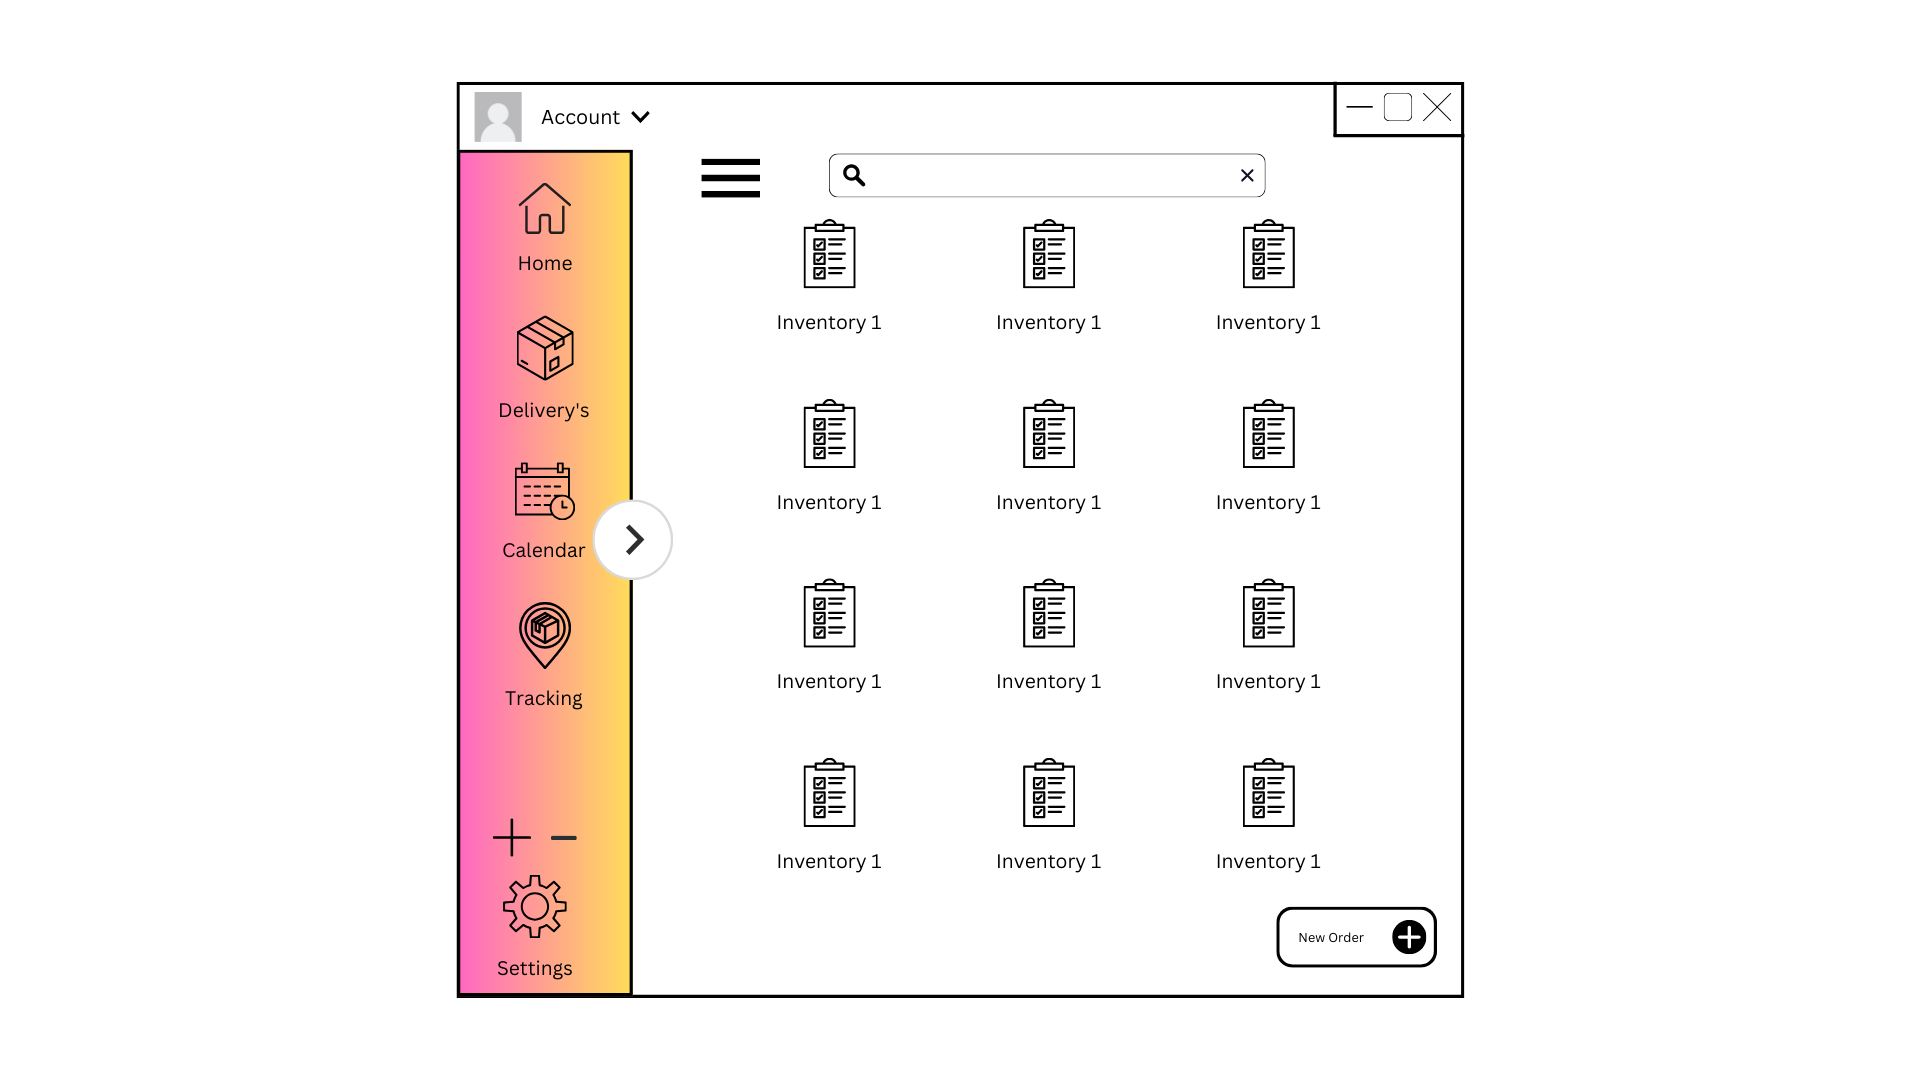 Account
Home
Delivery's
Calendar
Tracking
Settings
Inventory 1
Inventory 1
Inventory 1
Inventory 1
Inventory 1
Inventory 1
Inventory 1
Inventory 1
Inventory 1
Inventory 1
Inventory 1
Inventory 1
New Order